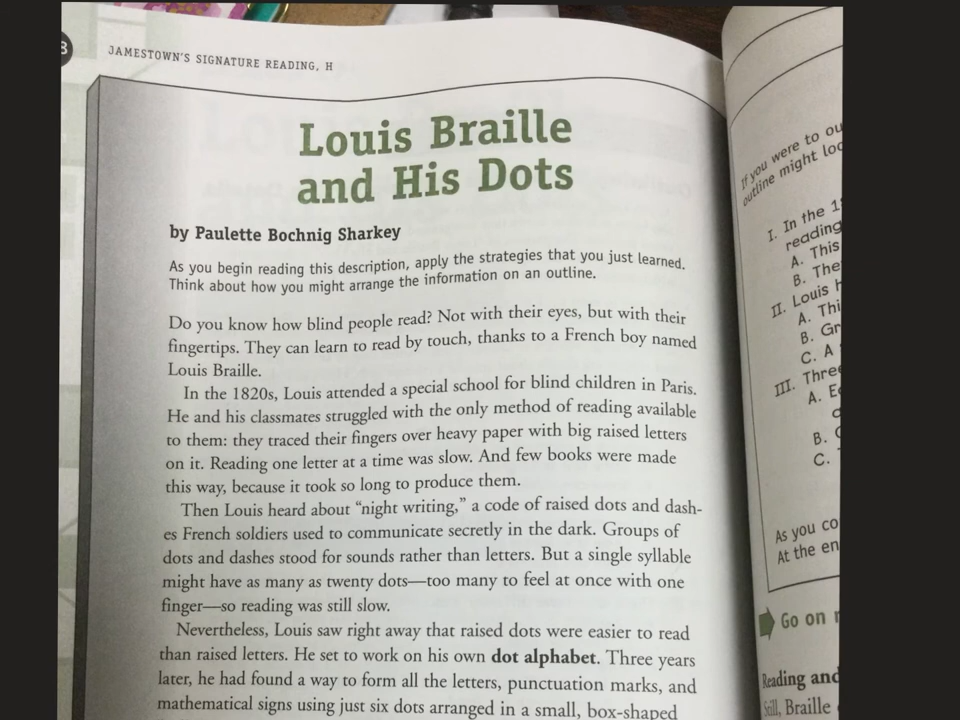 JAMESTOWN'S SIGNATURE READING, H
Louis Braille
and His Dots
by Paulette Bochnig Sharkey
As you begin reading this description, apply the strategies that you just learned.
Think about how you might arrange the information on an outline.
Do you know how blind people read? Not with their eyes, but with their
fingertips. They can learn to read by touch, thanks to a French boy named
Louis Braille.
In the 1820s, Louis attended a special school for blind children in Paris.
He and his classmates struggled with the only method of reading available
to them: they traced their fingers over heavy paper with big raised letters
on it. Reading one letter at a time was slow. And few books were made
this way, because it took so long to produce them.
Then Louis heard about “night writing,” a code of raised dots and dash-
es French soldiers used to communicate secretly in the dark. Groups of
dots and dashes stood for sounds rather than letters. But a single syllable
might have as many as twenty dots—too many to feel at once with one
finger—so reading was still slow.
Nevertheless, Louis saw right away that raised dots were easier to read
than raised letters. He set to work on his own dot alphabet. Three years
later, he had found a way to form all the letters, punctuation marks, and
mathematical signs using just six dots arranged in a small, box-shaped
If you were to
outline might
I. In the
reading
A. This
B. The
II. Louis
A.
B.
C. A
III. Three
A.
B.
C.
As you
At the
Go on
Reading and
Still, Braille